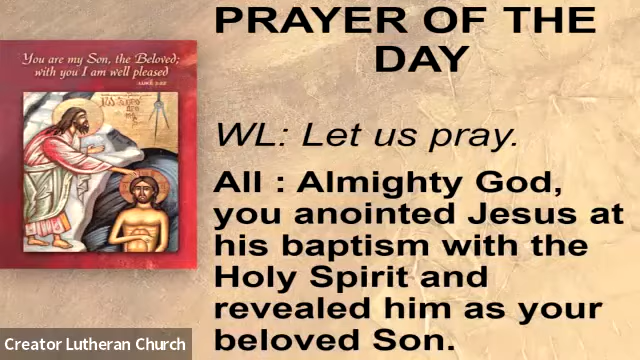 PRAYER OF THE
DAY
You are my Son, the Beloved;
with you I am well pleased
WL: Let us pray.
All : Almighty God,
you anointed Jesus at
his baptism with the
Holy Spirit and
revealed him as your
beloved Son.
Creator Lutheran Church